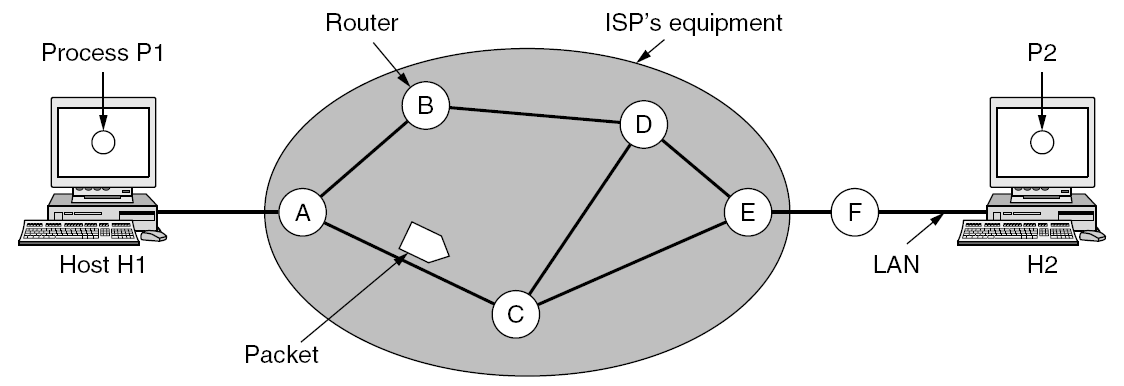 Router
ISP's equipment
Process P1
P2
B
D
A
E
F
C
Host H1
LAN
H2
Packet